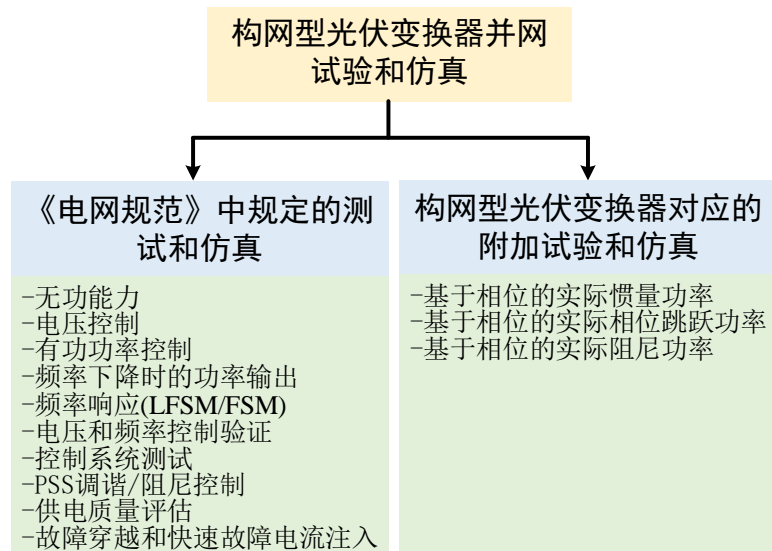 构网型光伏变换器并网
试验和仿真
《电网规范》中规定的测
试和仿真
-无功能力
-电压控制
-有功功率控制
-频率下降时的功率输出
-频率响应(LFSM/FSM)
-电压和频率控制验证
-控制系统测试
-PSS调谐/阻尼控制
-供电质量评估
-故障穿越和快速故障电流注入
构网型光伏变换器对应的
附加试验和仿真
-基于相位的实际惯量功率
-基于相位的实际相位跳跃功率
-基于相位的实际阻尼功率